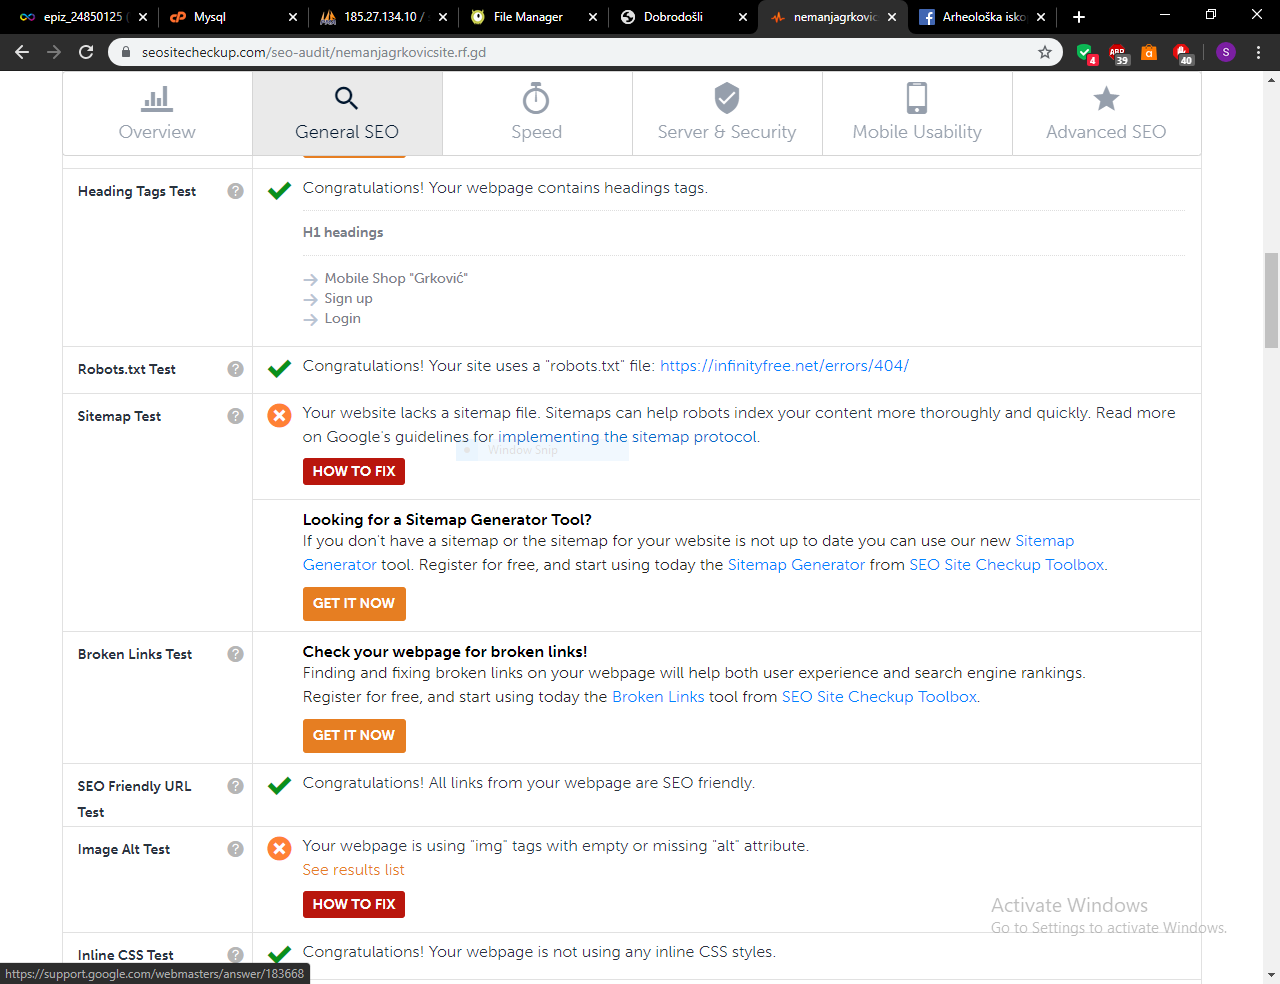 epiz_24850125 (
Mysql
185.27.134.10 /
File Manager
Dobrodošli
nemanjagrkovic
Arheološka isko
seositecheckup.com/seo-audit/nemanjagrkovicsite.rf.gd
4
39
a
40
S
Overview
General SEO
Speed
Server & Security
Mobile Usability
Advanced SEO
Heading Tags Test
?
Congratulations! Your webpage contains headings tags.
H1 headings
Mobile Shop "Grković"
Sign up
Login
Robots.txt Test
?
Congratulations! Your site uses a "robots.txt" file: https://infinityfree.net/errors/404/
Sitemap Test
?
Your website lacks a sitemap file. Sitemaps can help robots index your content more thoroughly and quickly. Read more
on Google's guidelines for implementing the sitemap protocol.
Window Snip
HOW TO FIX
Looking for a Sitemap Generator Tool?
If you don't have a sitemap or the sitemap for your website is not up to date you can use our new Sitemap
Generator tool. Register for free, and start using today the Sitemap Generator from SEO Site Checkup Toolbox.
GET IT NOW
Broken Links Test
?
Check your webpage for broken links!
Finding and fixing broken links on your webpage will help both user experience and search engine rankings.
Register for free, and start using today the Broken Links tool from SEO Site Checkup Toolbox.
GET IT NOW
SEO Friendly URL
Test
?
Congratulations! All links from your webpage are SEO friendly.
Image Alt Test
?
Your webpage is using "img" tags with empty or missing "alt" attribute.
See results list
HOW TO FIX
Activate Windows
Go to Settings to activate Windows.
Inline CSS Test
?
Congratulations! Your webpage is not using any inline CSS styles.
https://support.google.com/webmasters/answer/183668